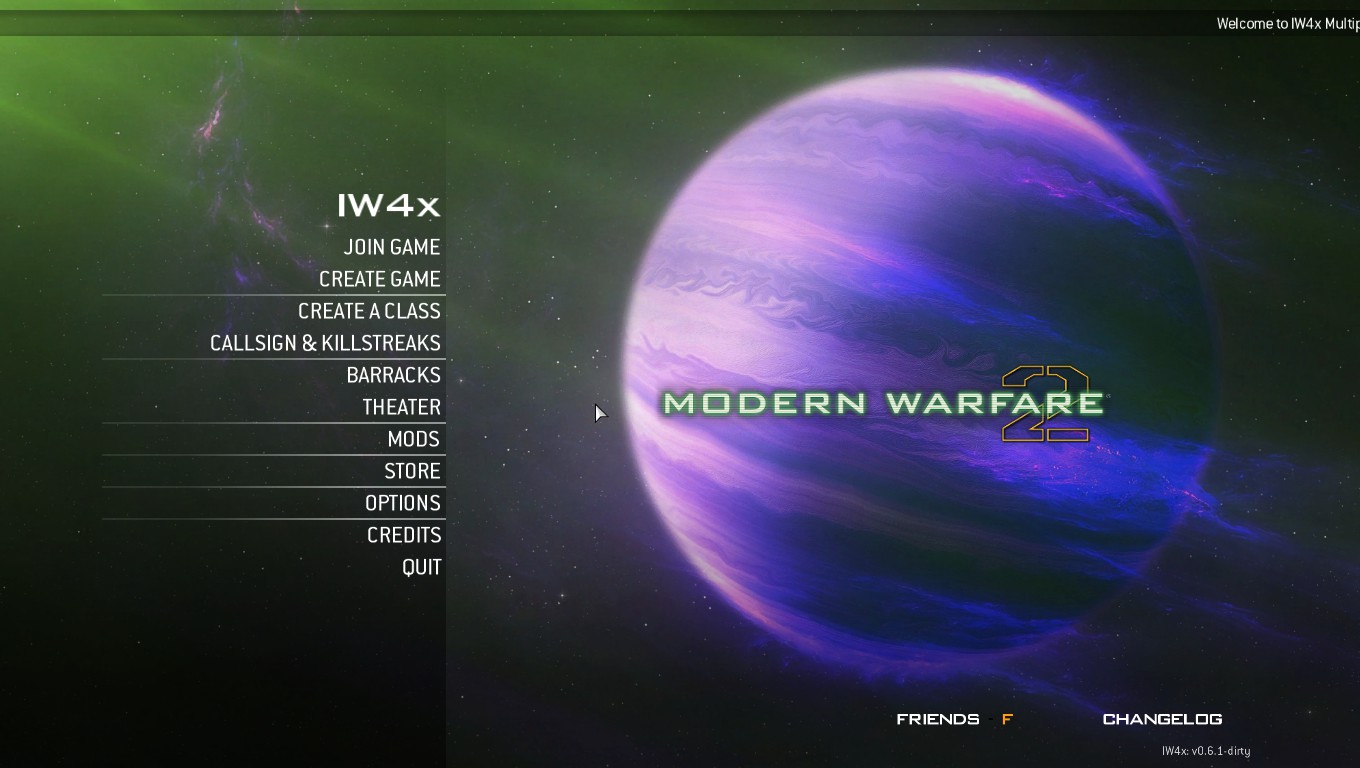 Welcome to IW4x Multip
IW4x
JOIN GAME
CREATE GAME
CREATE A CLASS
CALLSIGN & KILLSTREAKS
BARRACKS
THEATER
MODS
STORE
OPTIONS
CREDITS
QUIT
MODERN WARFARE 2
FRIENDS - F
CHANGELOG
IW4x: v0.6.1-dirty